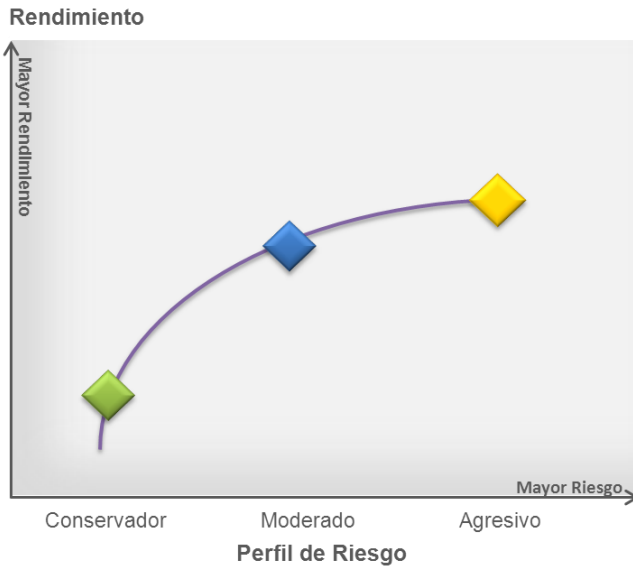 Rendimiento
Mayor Rendimiento
Mayor Riesgo
Conservador Moderado Agresivo
Perfil de Riesgo